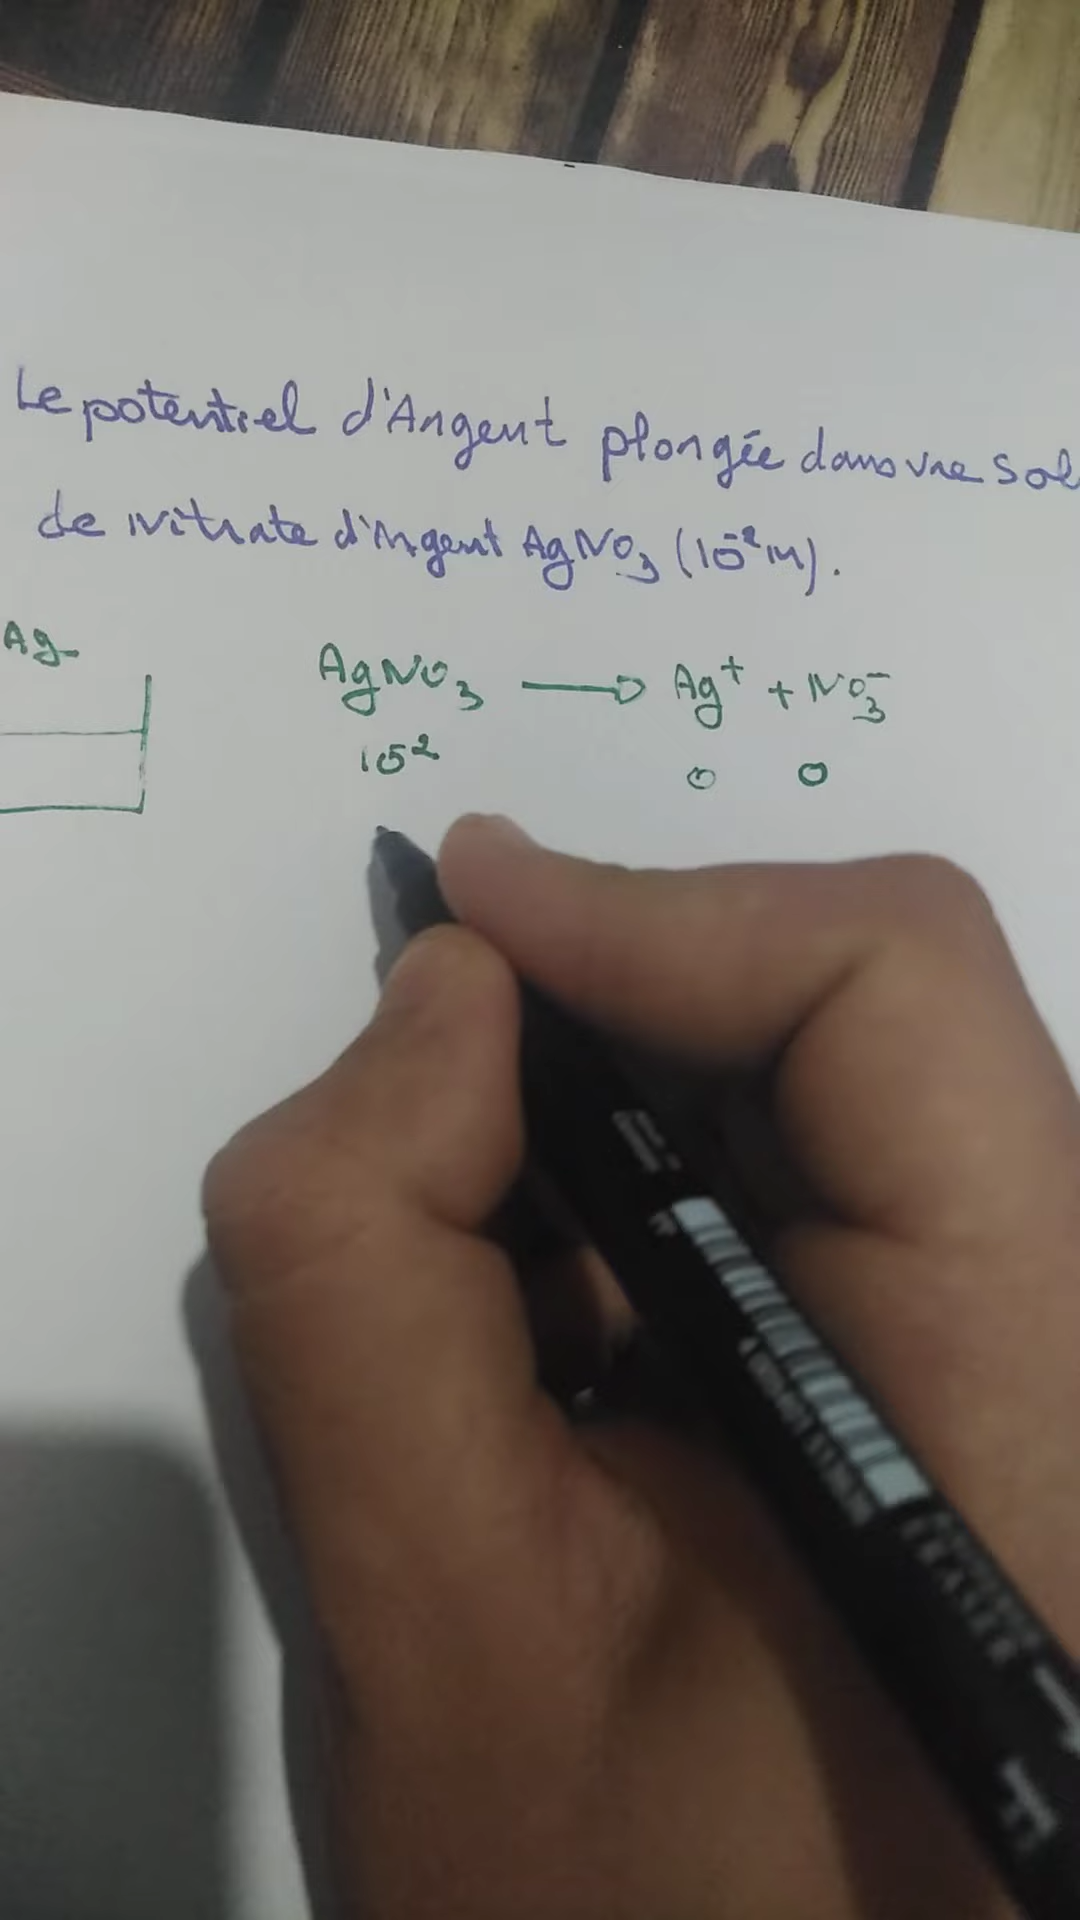 Le potentiel d'Argent plongée dans une sol
de nitrate d'Argent AgNO₃ (10⁻² M).
Ag
AgNO₃ → Ag⁺ + NO₃⁻
10⁻² 0 0